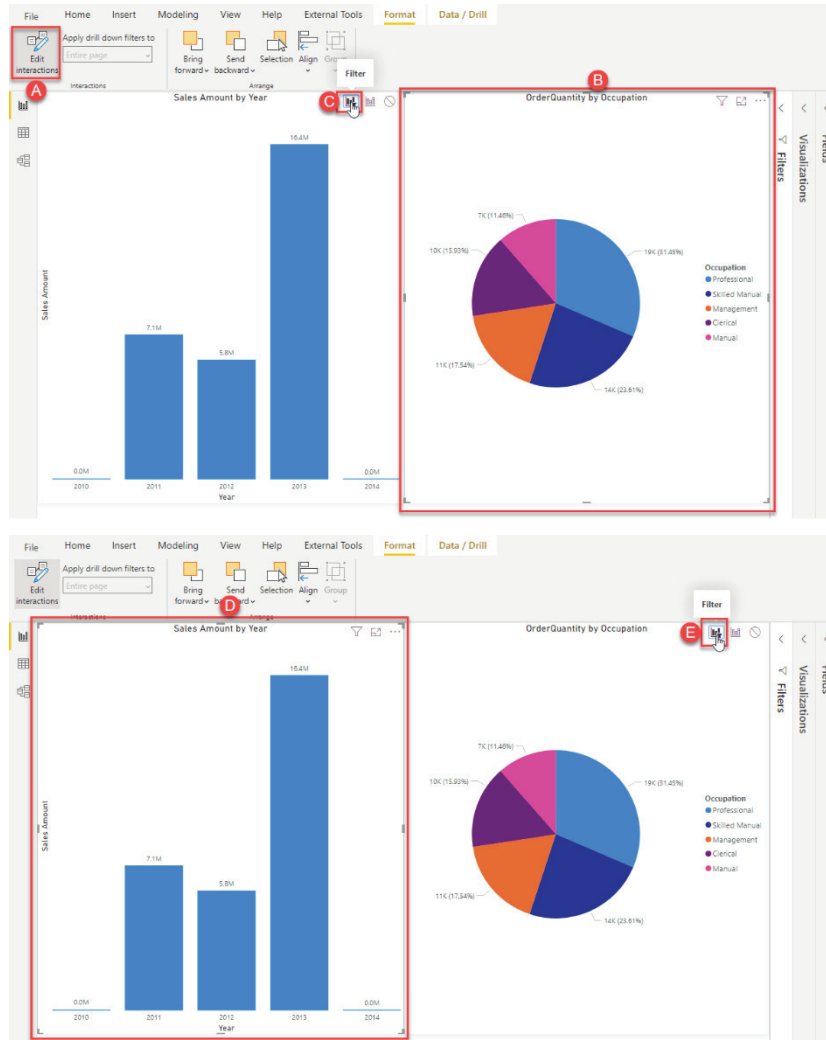 File Home Insert Modeling View Help External Tools Format Data / Drill
Apply drill down filters to
Entire page
Edit
interactions
Bring
forward
Send
backward
Selection
Align
Group
Interactions
Arrange
Filter
A
B
C
Sales Amount by Year
OrderQuantity by Occupation
Sales Amount
16.4M
7.1M
5.8M
0.0M
0.0M
2010 2011 2012 2013 2014
Year
7K (11.46%)
10K (15.93%)
19K (31.45%)
11K (17.54%)
14K (23.61%)
Occupation
Professional
Skilled Manual
Management
Clerical
Manual
Filters
Visualizations
File Home Insert Modeling View Help External Tools Format Data / Drill
Apply drill down filters to
Entire page
Edit
interactions
Bring
forward
Send
Selection
Align
Group
Interactions
Arrange
Filter
D
E
Sales Amount by Year
OrderQuantity by Occupation
Sales Amount
16.4M
7.1M
5.8M
0.0M
0.0M
2010 2011 2012 2013 2014
Year
7K (11.46%)
10K (15.93%)
19K (31.45%)
11K (17.54%)
14K (23.61%)
Occupation
Professional
Skilled Manual
Management
Clerical
Manual
Filters
Visualizations